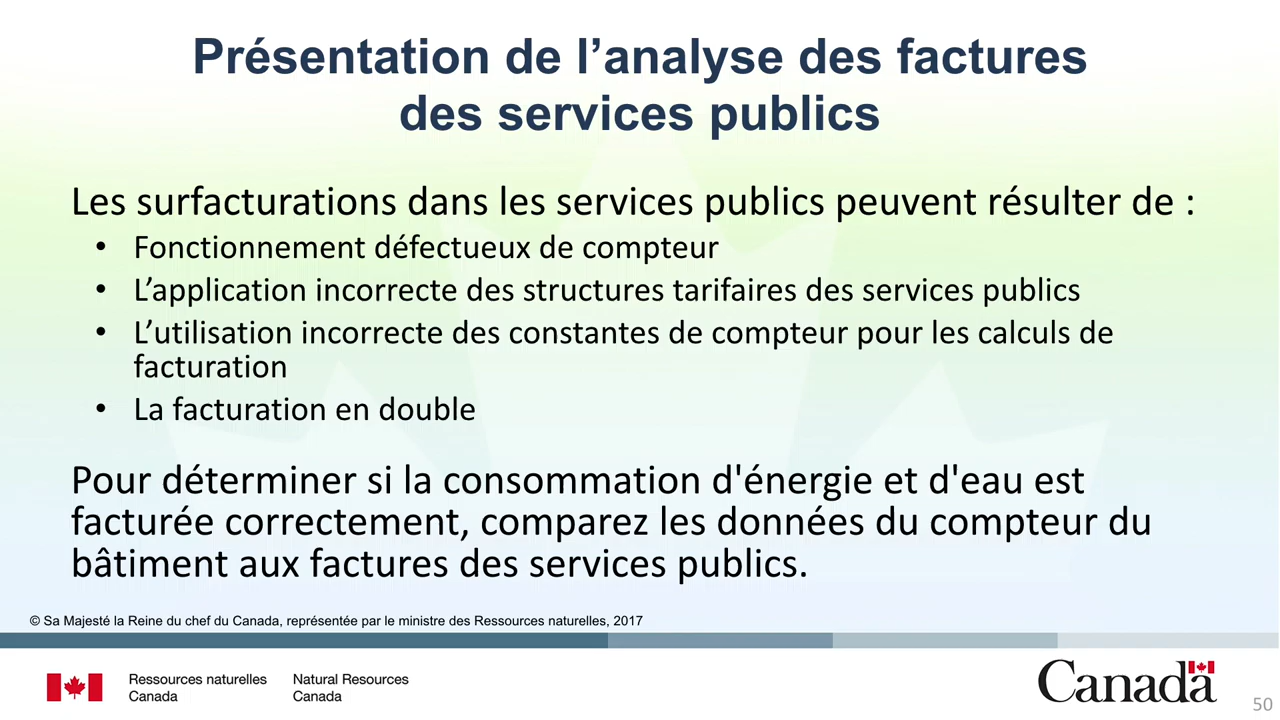 Présentation de l’analyse des factures
des services publics
Les surfacturations dans les services publics peuvent résulter de :
• Fonctionnement défectueux de compteur
• L’application incorrecte des structures tarifaires des services publics
• L’utilisation incorrecte des constantes de compteur pour les calculs de
facturation
• La facturation en double
Pour déterminer si la consommation d'énergie et d'eau est
facturée correctement, comparez les données du compteur du
bâtiment aux factures des services publics.
© Sa Majesté la Reine du chef du Canada, représentée par le ministre des Ressources naturelles, 2017
Ressources naturelles
Canada
Natural Resources
Canada
Canada
50